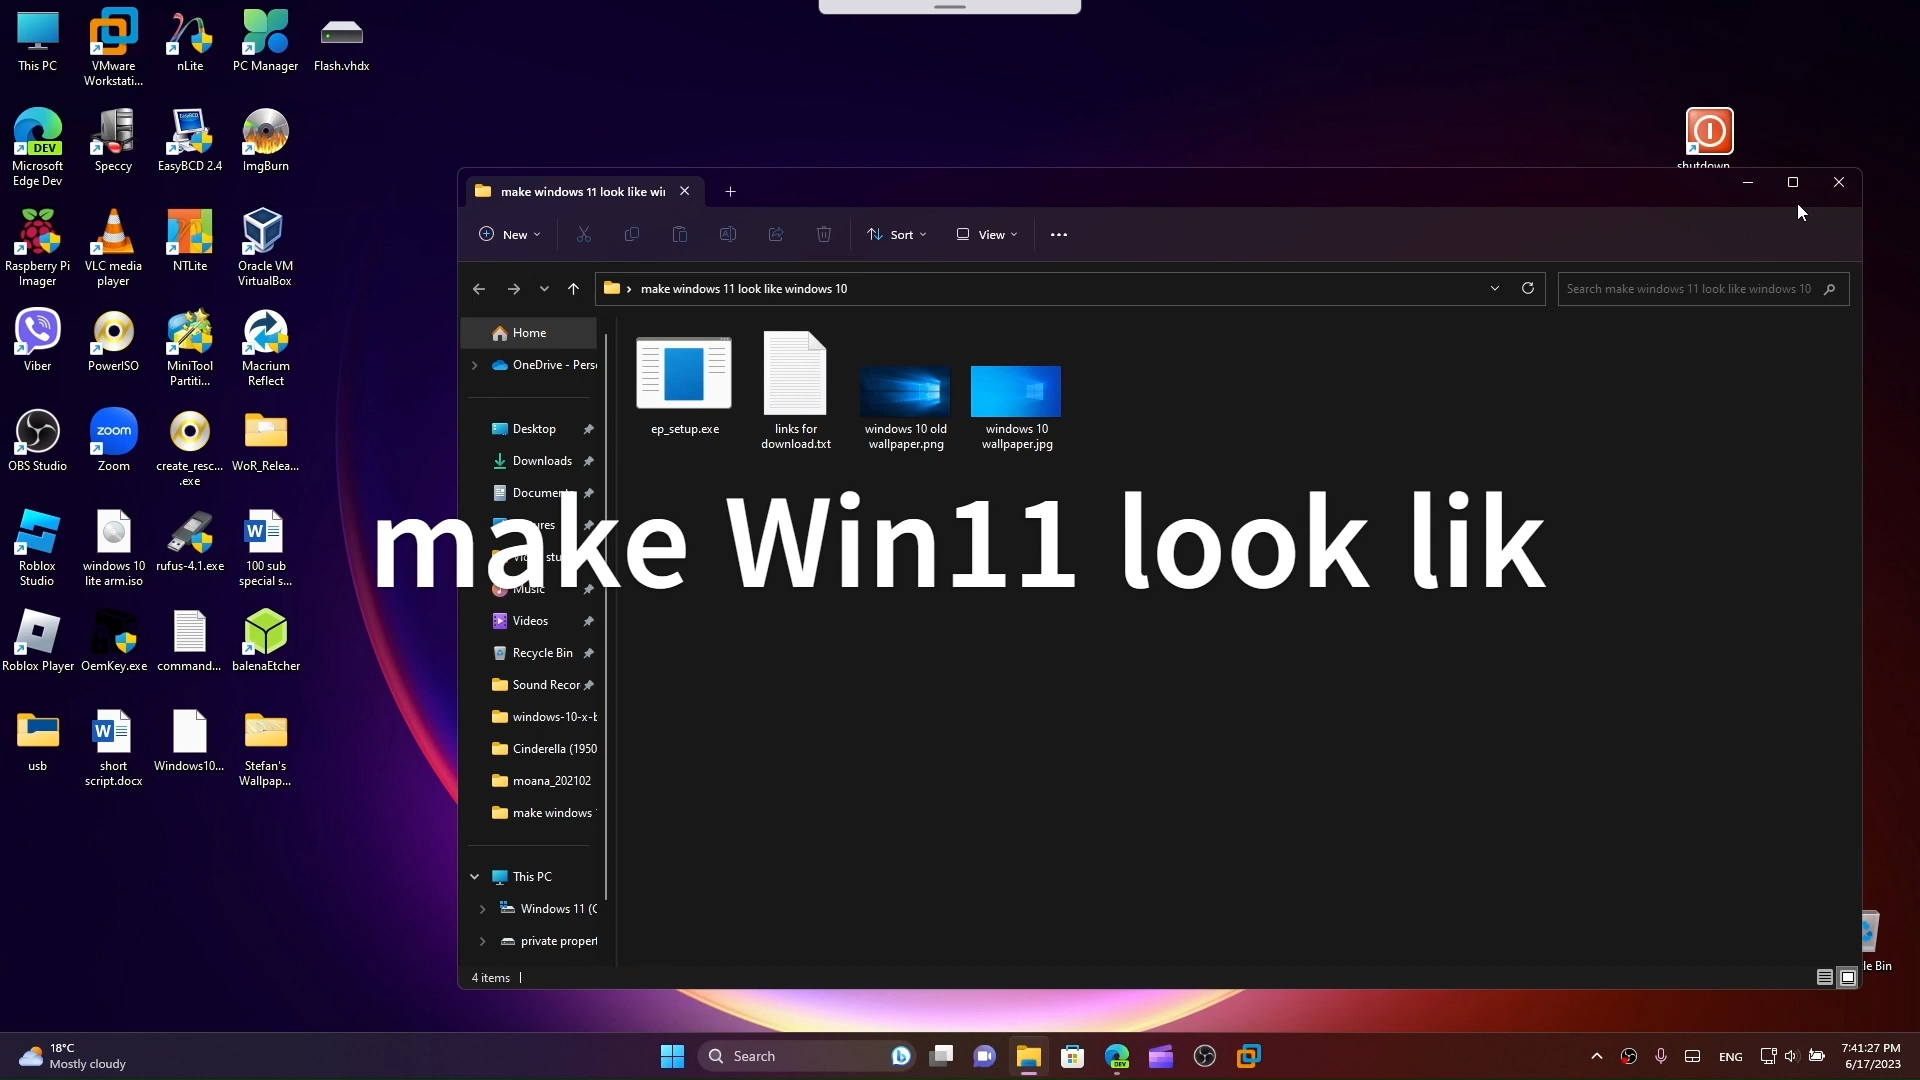 This PC
VMware
Workstati...
nLite
PC Manager
Flash.vhdx
Microsoft
Edge Dev
DEV
Speccy
EasyBCD 2.4
ImgBurn
shutdown
Raspberry Pi
Imager
VLC media
player
NTLite
Oracle VM
VirtualBox
Viber
PowerISO
MiniTool
Partiti...
Macrium
Reflect
OBS Studio
zoom
Zoom
create_resc...
.exe
WoR_Relea...
Roblox
Studio
windows 10
lite arm.iso
rufus-4.1.exe
100 sub
special s...
Roblox Player
OemKey.exe
command...
balenaEtcher
usb
short
script.docx
Windows10...
Stefan's
Wallpap...
make windows 11 look like wi
New
Sort
View
make windows 11 look like windows 10
Search make windows 11 look like windows 10
Home
OneDrive - Pers
Desktop
Downloads
Documen
Music
Videos
Recycle Bin
Sound Recor
windows-10-x-b
Cinderella (1950
moana_202102
make windows
This PC
Windows 11 (C
private propert
ep_setup.exe
links for
download.txt
windows 10 old
wallpaper.png
windows 10
wallpaper.jpg
make Win11 look lik
4 items
le Bin
18°C
Mostly cloudy
Search
DEV
ENG
7:41:27 PM
6/17/2023